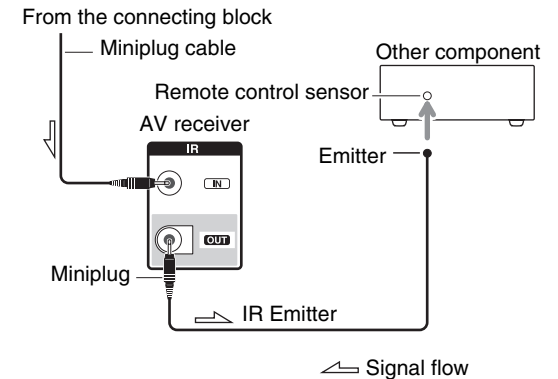 From the connecting block
Miniplug cable
Other component
Remote control sensor
AV receiver
IR
Emitter
IN
OUT
Miniplug
IR Emitter
Signal flow